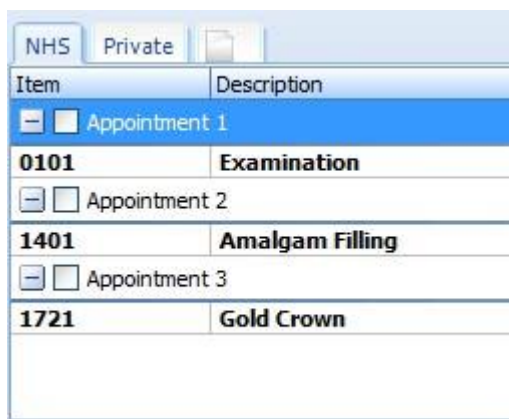 NHS Private
Item Description
Appointment 1
0101 Examination
Appointment 2
1401 Amalgam Filling
Appointment 3
1721 Gold Crown